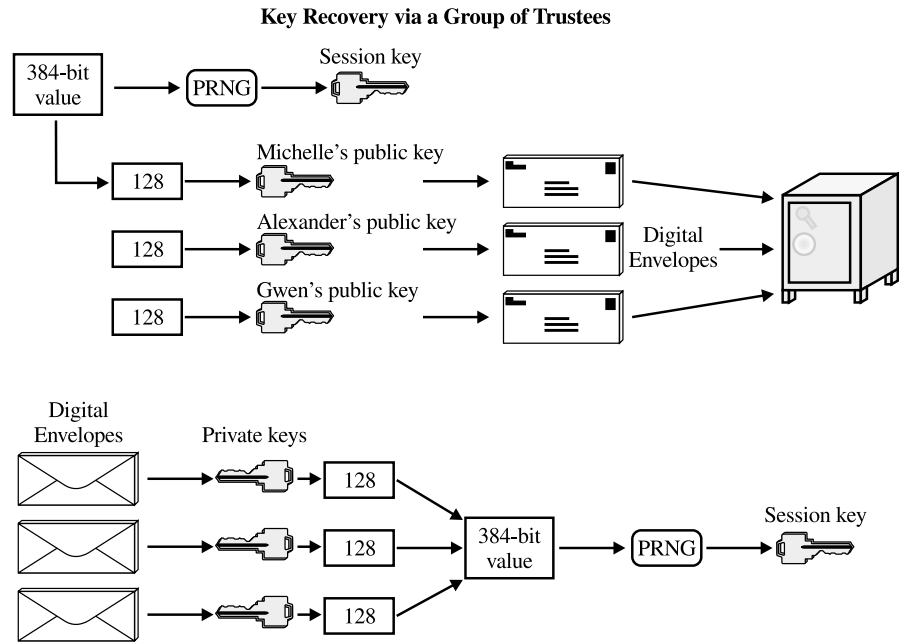 Key Recovery via a Group of Trustees
384-bit
value
PRNG
Session key
128
Michelle's public key
128
Alexander's public key
Digital
Envelopes
128
Gwen's public key
Digital
Envelopes
Private keys
128
128
128
384-bit
value
PRNG
Session key